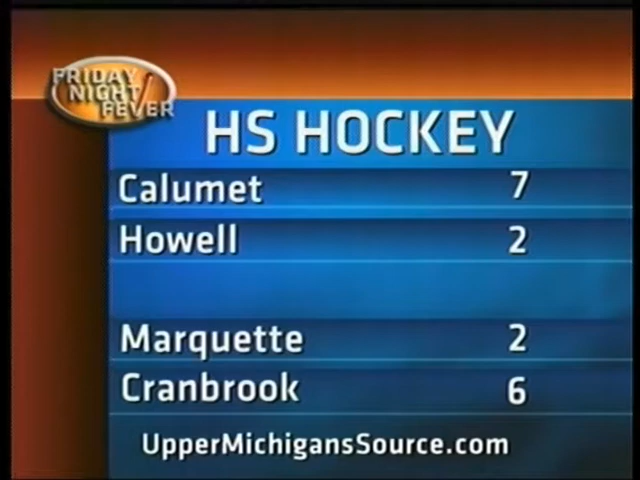 FRIDAY
NIGHT
FEVER
HS HOCKEY
Calumet 7
Howell 2
Marquette 2
Cranbrook 6
UpperMichigansSource.com